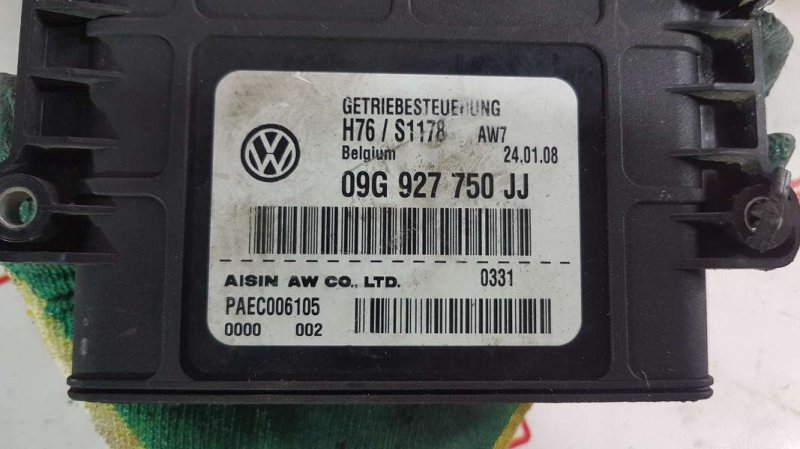 GETRIEBESTEUERUNG
H76 / S1178 AW7
Belgium 24.01.08
09G 927 750 JJ
AISIN AW CO., LTD. 0331
PAEC006105
0000 002